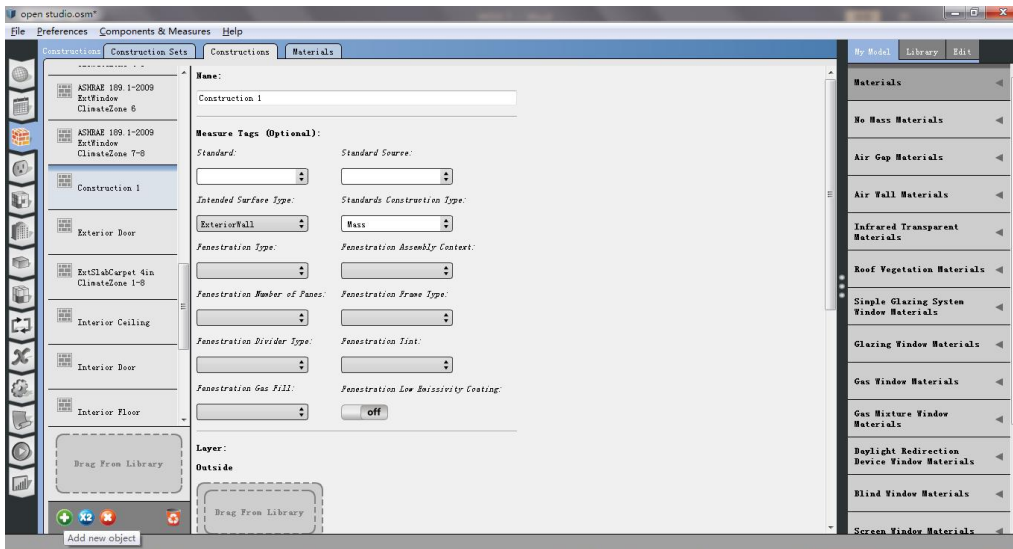 open studio.osm*
File Preferences Components & Measures Help
Constructions Construction Sets Constructions Materials
ASHRAE 189.1-2009
ExtWindow
ClimateZone 6
ASHRAE 189.1-2009
ExtWindow
ClimateZone 7-8
Construction 1
Exterior Door
ExtSlabCarpet 4in
ClimateZone 1-8
Interior Ceiling
Interior Door
Interior Floor
Drag From Library
Add new object
Name:
Construction 1
Measure Tags (Optional):
Standard: Standard Source:
Intended Surface Type: Standards Construction Type:
ExteriorWall Mass
Fenestration Type: Fenestration Assembly Context:
Fenestration Number of Panes: Fenestration Frame Type:
Fenestration Divider Type: Fenestration Tint:
Fenestration Gas Fill: Fenestration Low Emissivity Coating:
off
Layer:
Outside
Drag From Library
My Model Library Edit
Materials
No Mass Materials
Air Gap Materials
Air Wall Materials
Infrared Transparent
Materials
Roof Vegetation Materials
Simple Glazing System
Window Materials
Glazing Window Materials
Gas Window Materials
Gas Mixture Window
Materials
Daylight Redirection
Device Window Materials
Blind Window Materials
Screen Window Materials